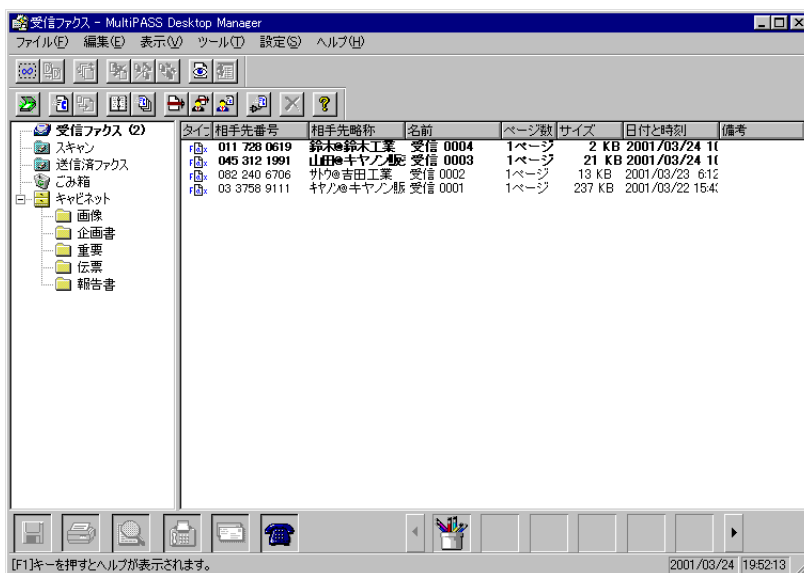 受信ファクス - MultiPASS Desktop Manager
ファイル(F) 編集(E) 表示(V) ツール(T) 設定(S) ヘルプ(H)
受信ファクス (2)
スキャン
送信済ファクス
ごみ箱
キャビネット
画像
企画書
重要
伝票
報告書
タイ 相手先番号 相手先略称 名前 ページ数 サイズ 日付と時刻 備考
011 728 0619 鈴木@鈴木工業 受信 0004 1ページ 2 KB 2001/03/24 1
045 312 1991 山田@キヤノン販 受信 0003 1ページ 21 KB 2001/03/24 1
082 240 6706 サトウ@吉田工業 受信 0002 1ページ 13 KB 2001/03/23 6:12
03 3758 9111 キヤノン@キヤノン販 受信 0001 1ページ 237 KB 2001/03/22 15:4
[F1]キーを押すとヘルプが表示されます。 2001/03/24 19:52:13